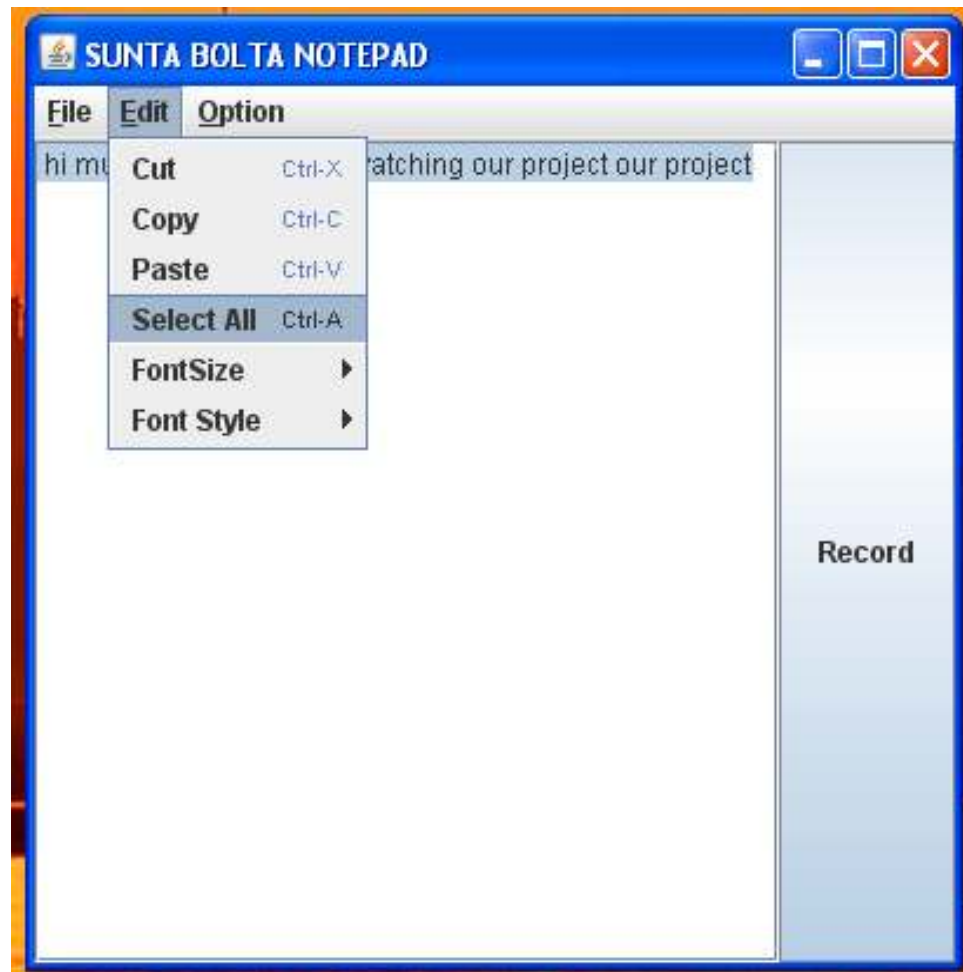 SUNTA BOLTA NOTEPAD
File Edit Option
hi our project our project
Cut Ctrl-X
Copy Ctrl-C
Paste Ctrl-V
Select All Ctrl-A
FontSize
Font Style
Record